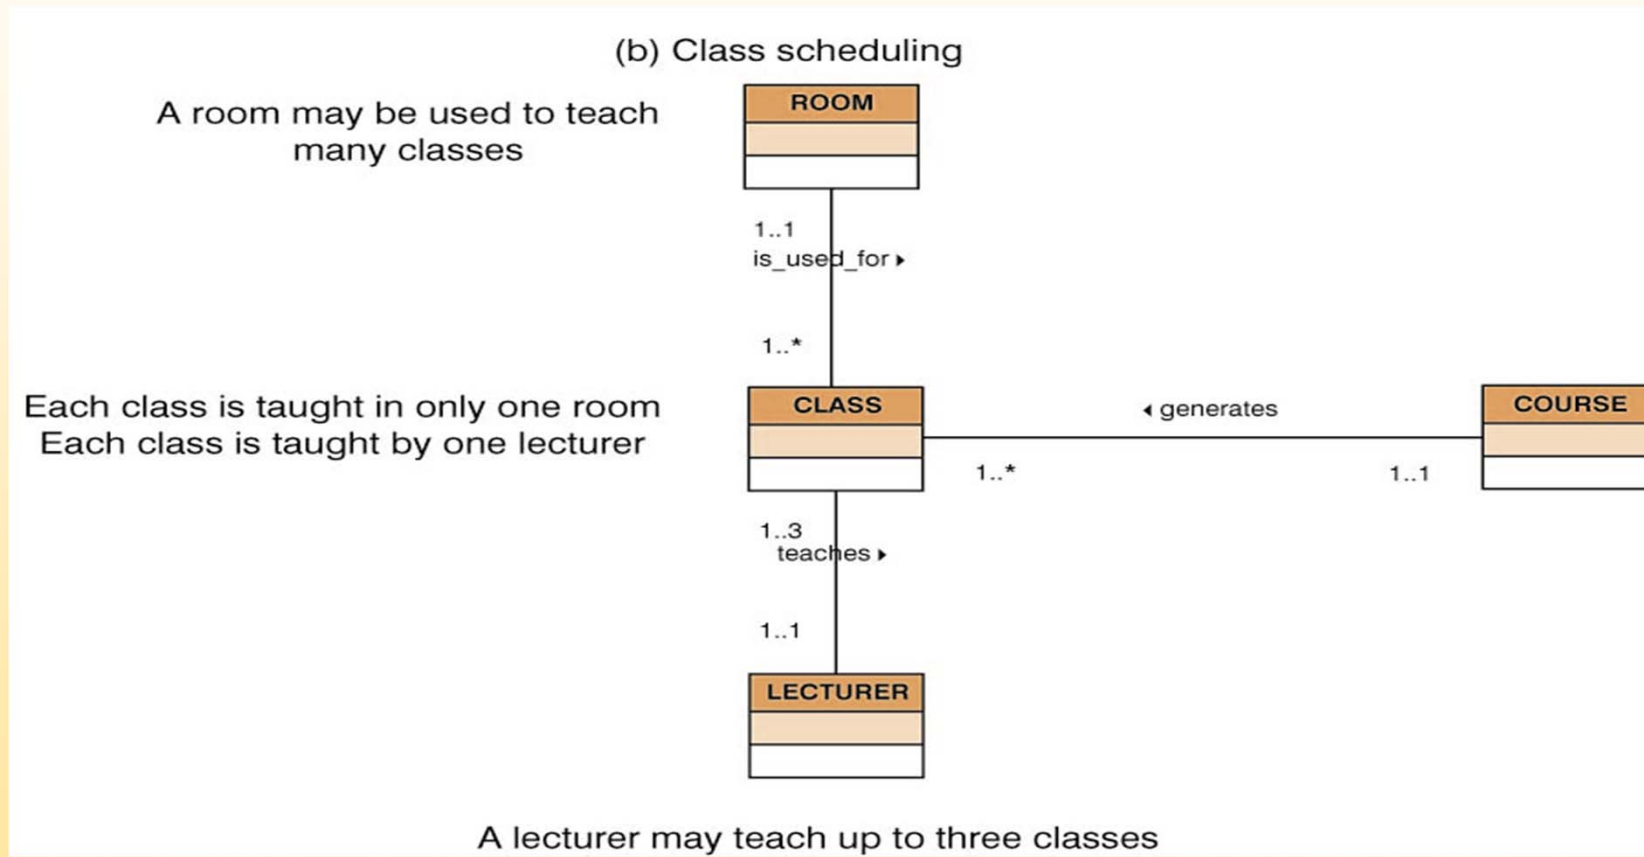 (b) Class scheduling
A room may be used to teach
many classes
ROOM
1..1
is_used_for ▸
1..*
Each class is taught in only one room
Each class is taught by one lecturer
CLASS
◂ generates
COURSE
1..*
1..1
1..3
teaches ▸
1..1
LECTURER
A lecturer may teach up to three classes